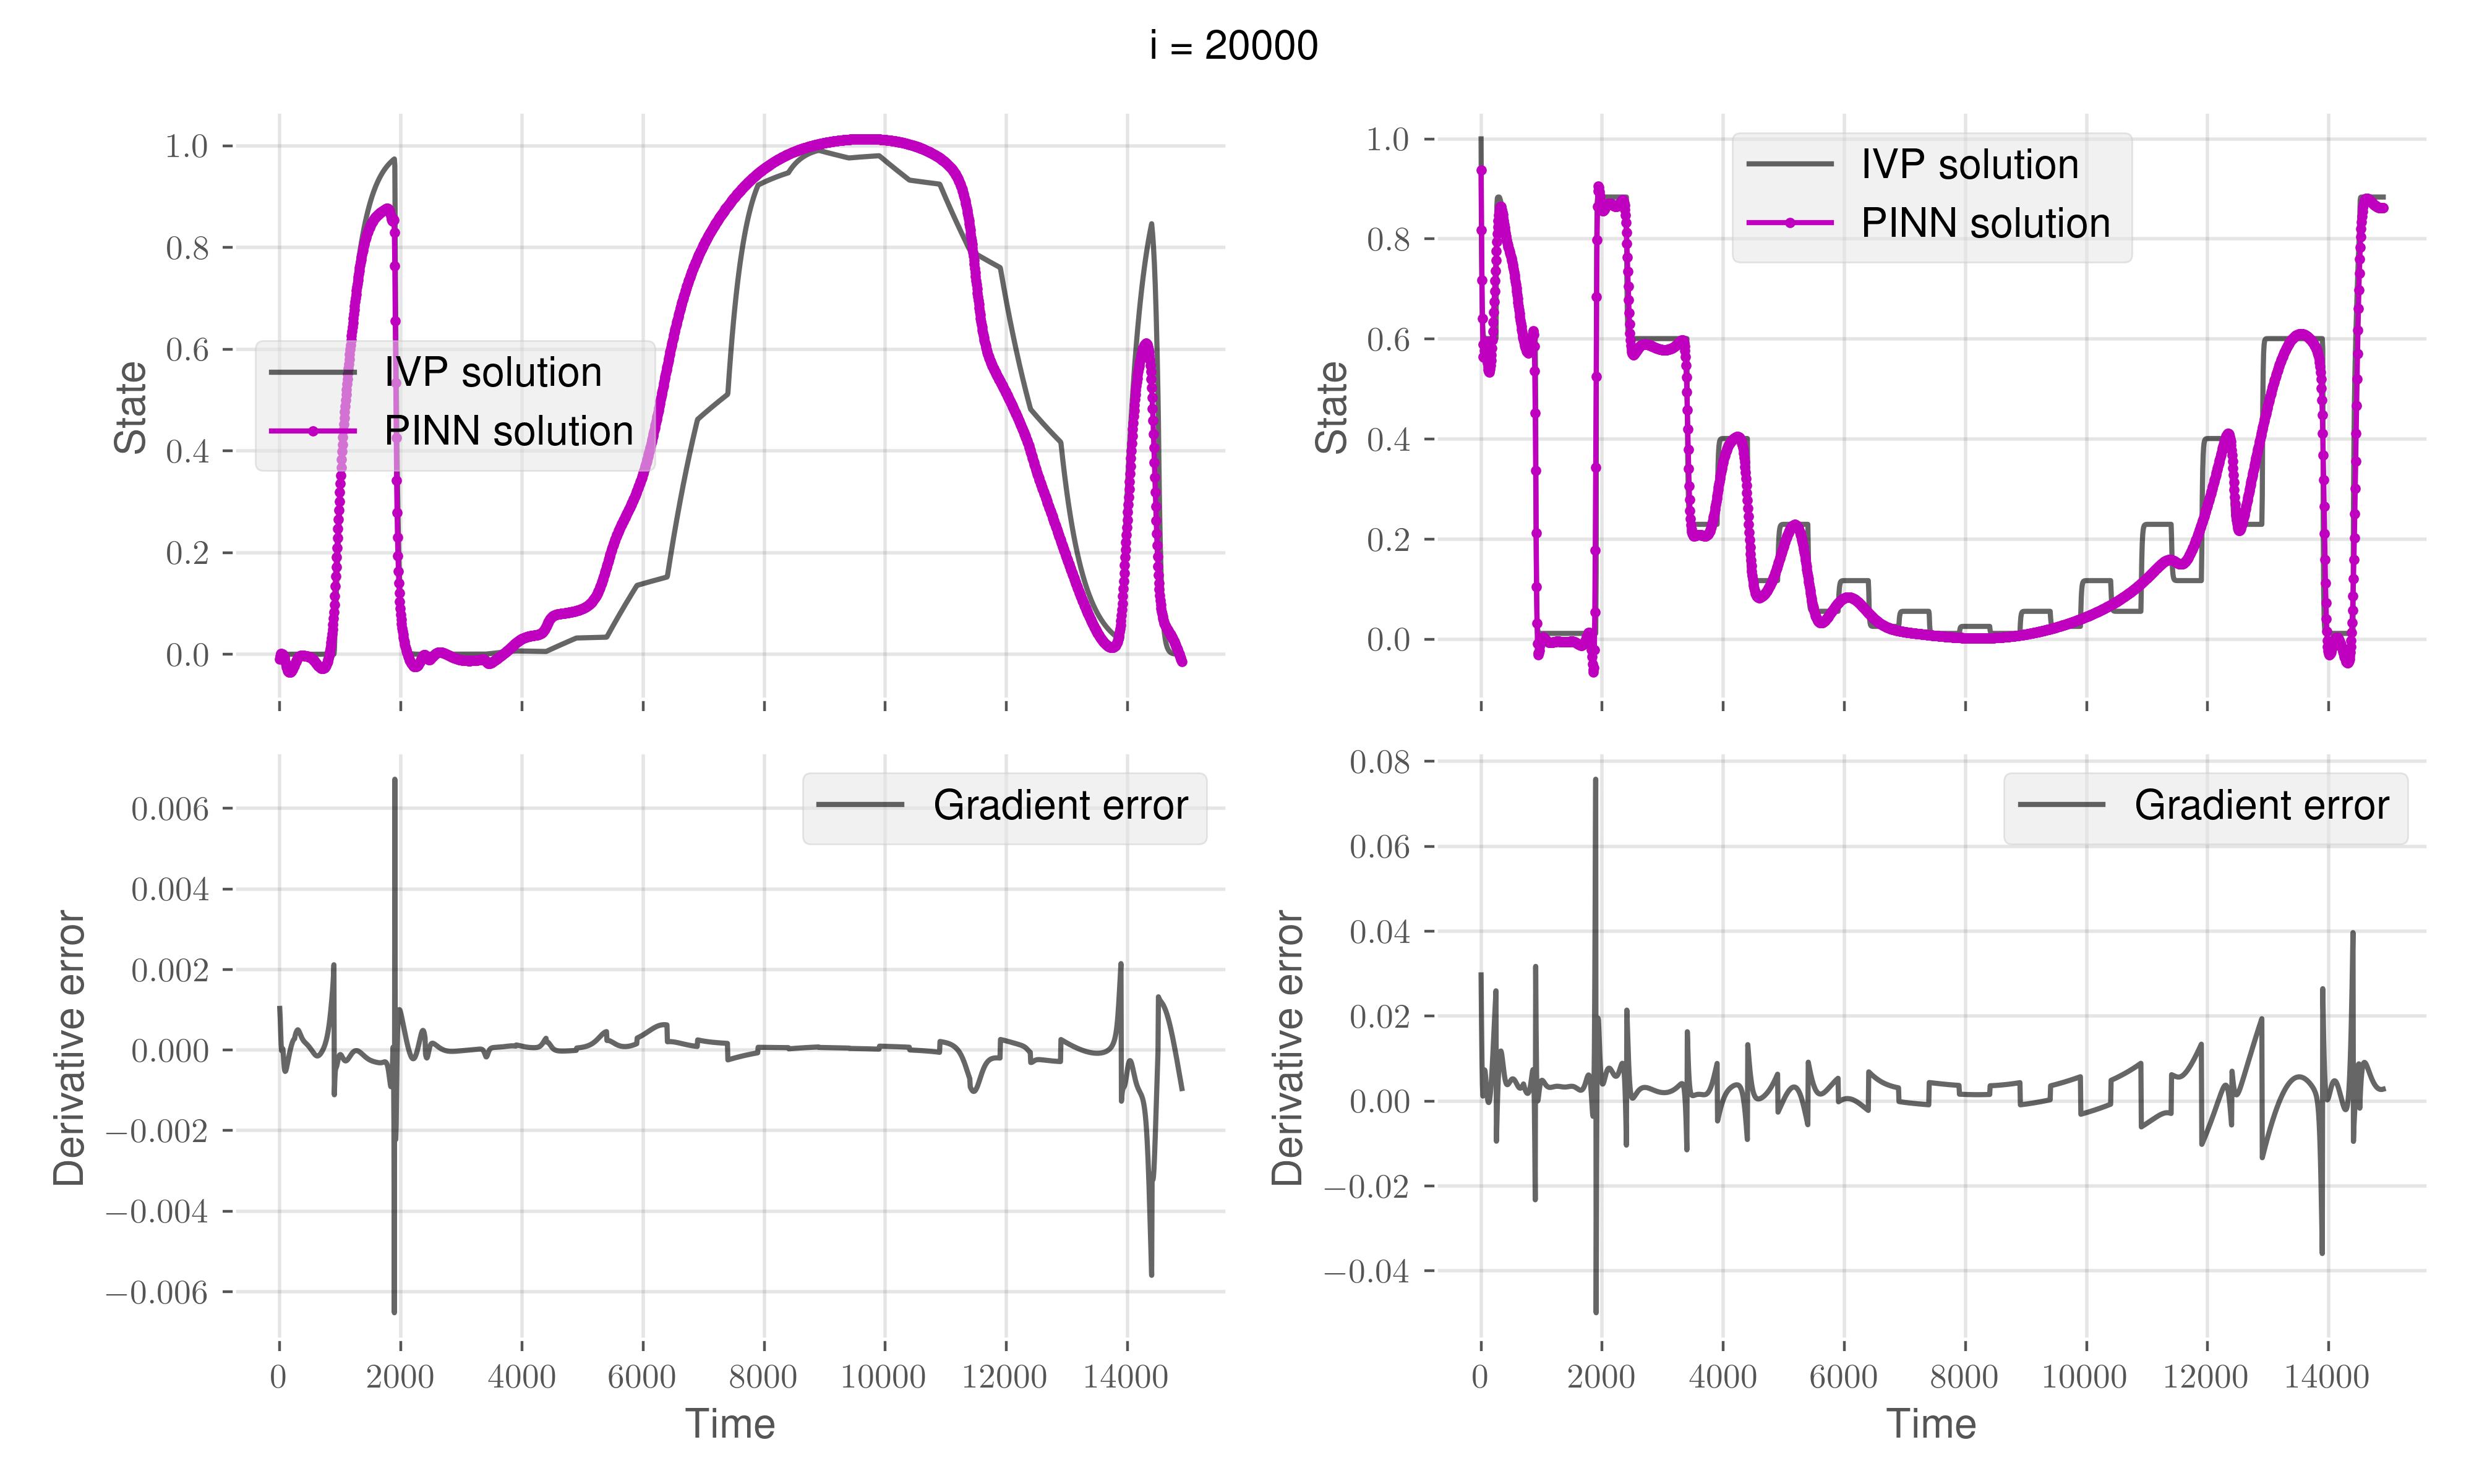 i = 20000
1.0
0.8
0.6
0.4
0.2
0.0
State
IVP solution
PINN solution
1.0
0.8
0.6
0.4
0.2
0.0
State
IVP solution
PINN solution
0.006
0.004
0.002
0.000
−0.002
−0.004
−0.006
Derivative error
Gradient error
0 2000 4000 6000 8000 10000 12000 14000
Time
0.08
0.06
0.04
0.02
0.00
−0.02
−0.04
Derivative error
Gradient error
0 2000 4000 6000 8000 10000 12000 14000
Time